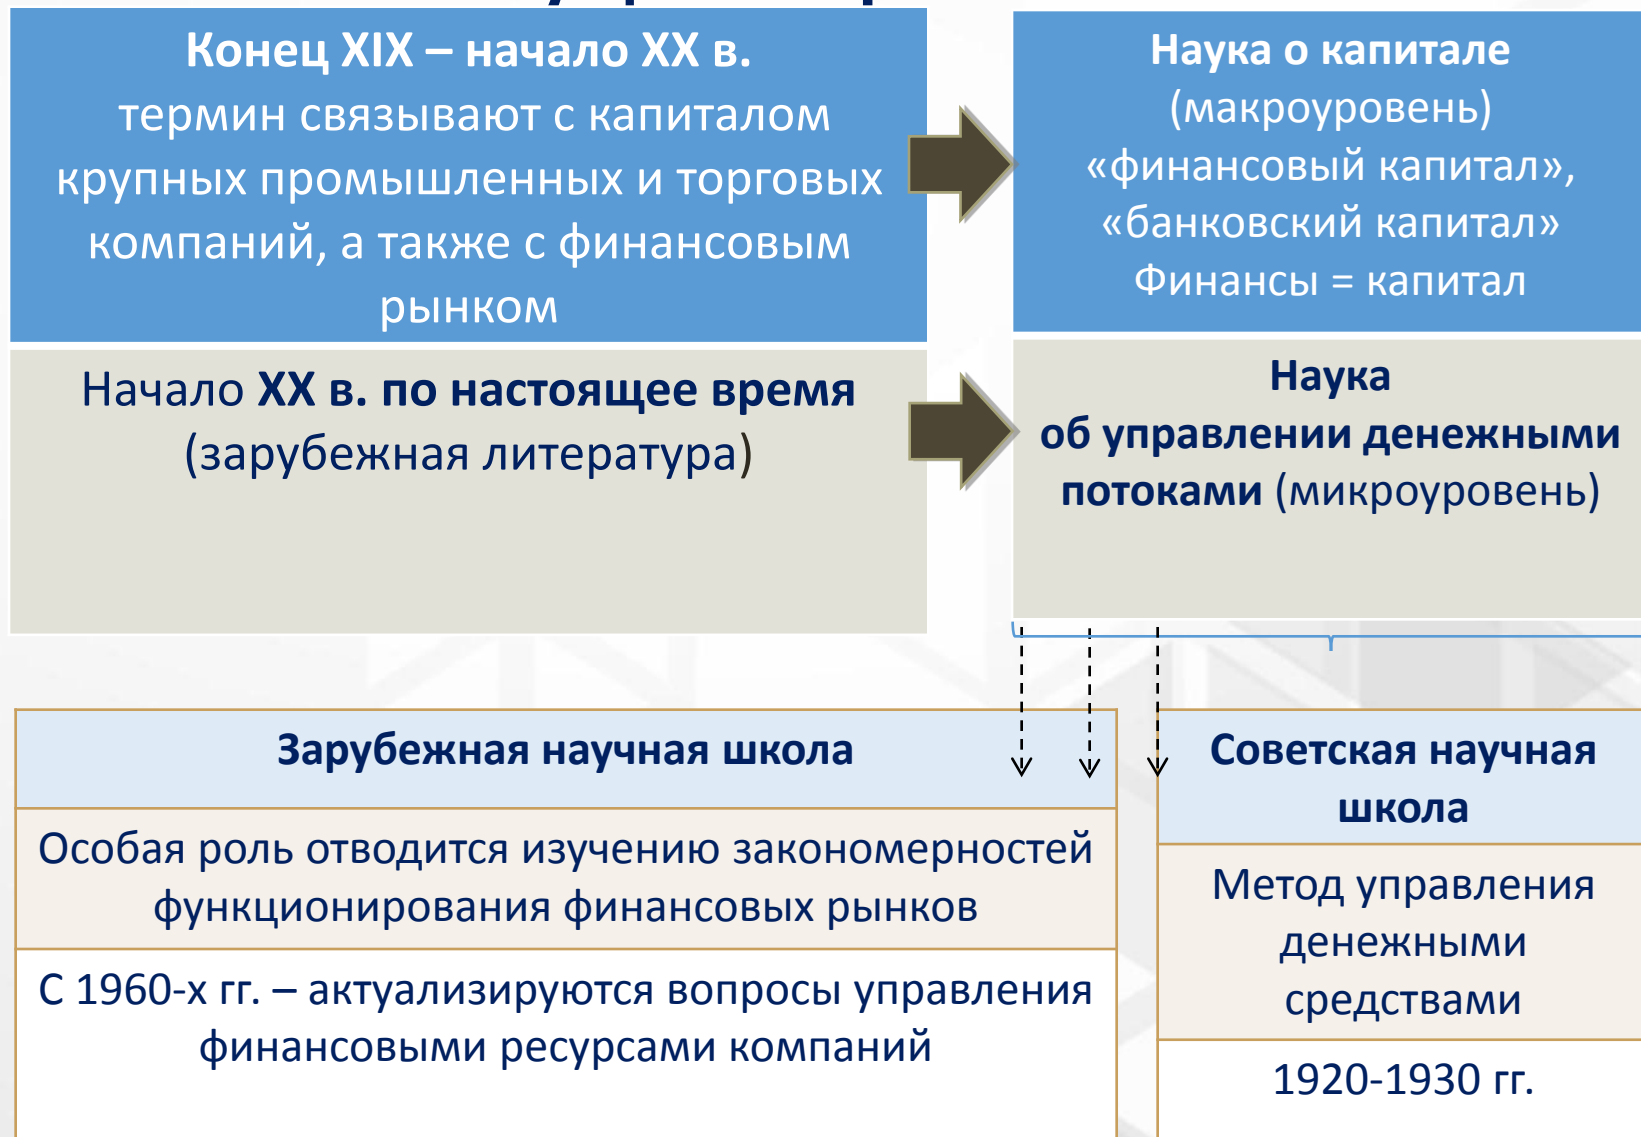 Конец XIX – начало XX в.
термин связывают с капиталом
крупных промышленных и торговых
компаний, а также с финансовым
рынком
Наука о капитале
(макроуровень)
«финансовый капитал»,
«банковский капитал»
Финансы = капитал
Начало XX в. по настоящее время
(зарубежная литература)
Наука
об управлении денежными
потоками (микроуровень)
Зарубежная научная школа
Особая роль отводится изучению закономерностей
функционирования финансовых рынков
С 1960-х гг. – актуализируются вопросы управления
финансовыми ресурсами компаний
Советская научная
школа
Метод управления
денежными
средствами
1920-1930 гг.